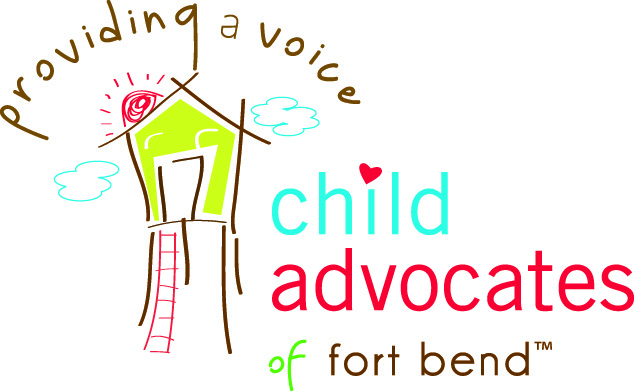 providing a voice
child
advocates
of fort bend™